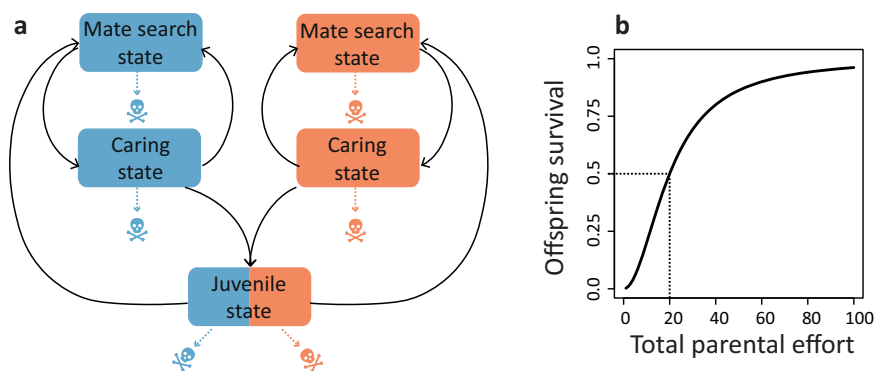 a
Mate search
state
Mate search
state
Caring
state
Caring
state
Juvenile
state
b
Offspring survival
1.0
0.75
0.5
0.25
0.0
0 20 40 60 80 100
Total parental effort